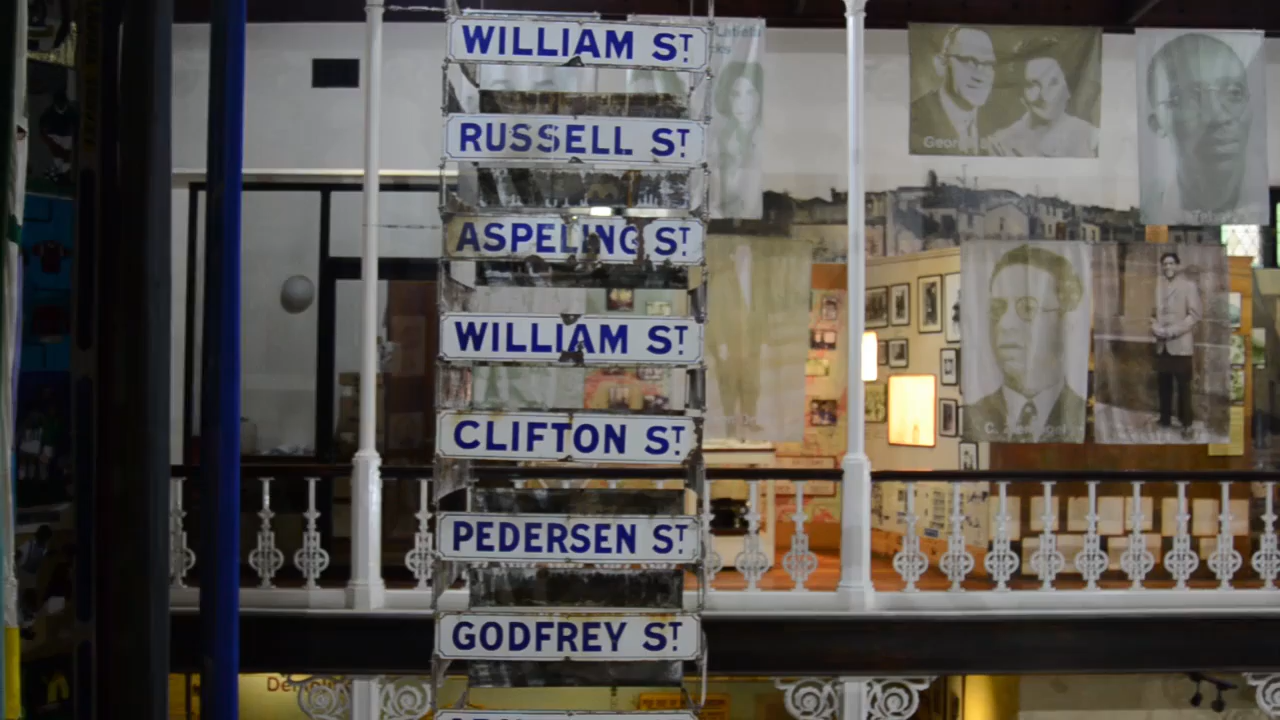 WILLIAM ST
RUSSELL ST
ASPELING ST
WILLIAM ST
CLIFTON ST
PEDERSEN ST
GODFREY ST